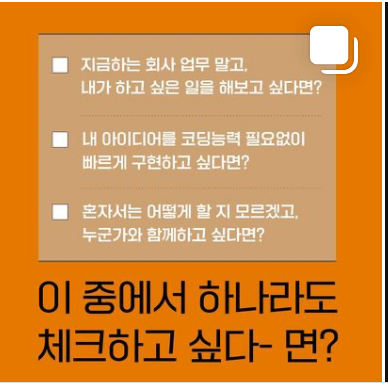 지금하는 회사 업무 말고,
내가 하고 싶은 일을 해보고 싶다면?
내 아이디어를 코딩능력 필요없이
빠르게 구현하고 싶다면?
혼자서는 어떻게 할 지 모르겠고,
누군가와 함께하고 싶다면?
이 중에서 하나라도
체크하고 싶다- 면?